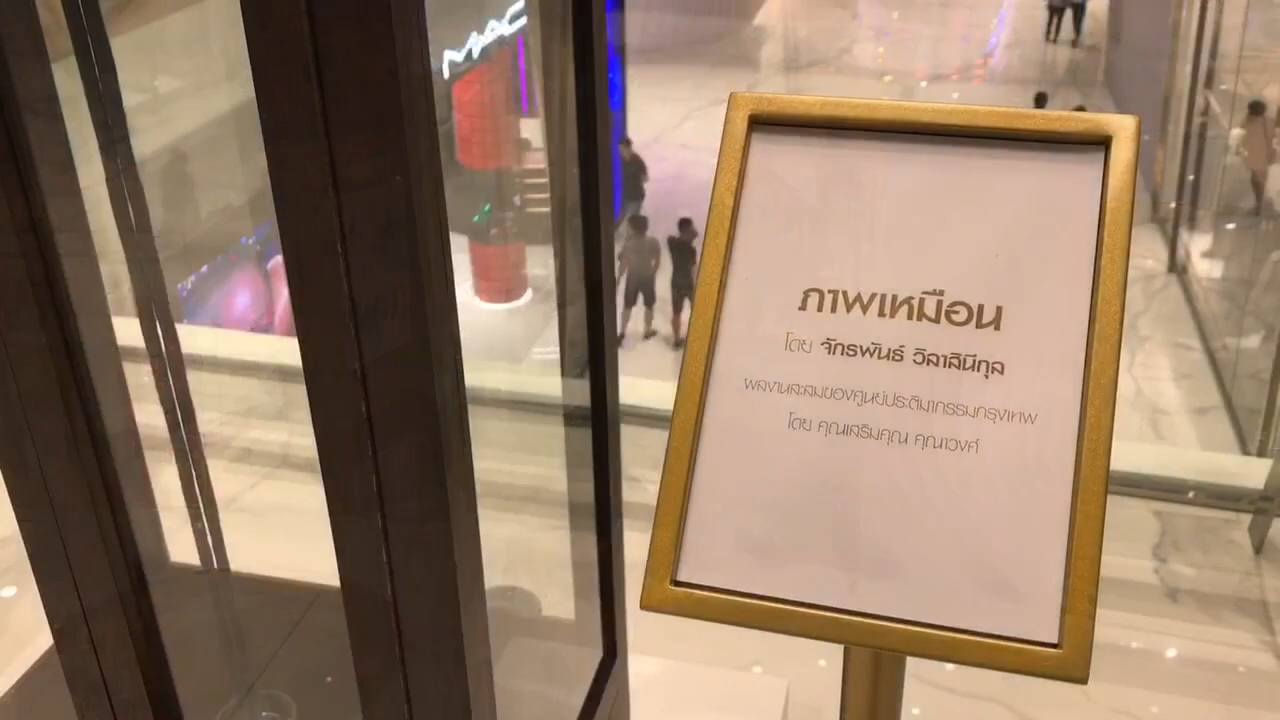 MAC
ภาพเหมือน
โดย จักรพันธ์ วิลาสินีกุล
ผลงานสะสมของศูนย์ประติมากรรมกรุงเทพ
โดย คุณเสริมคุณ คุณาวงศ์